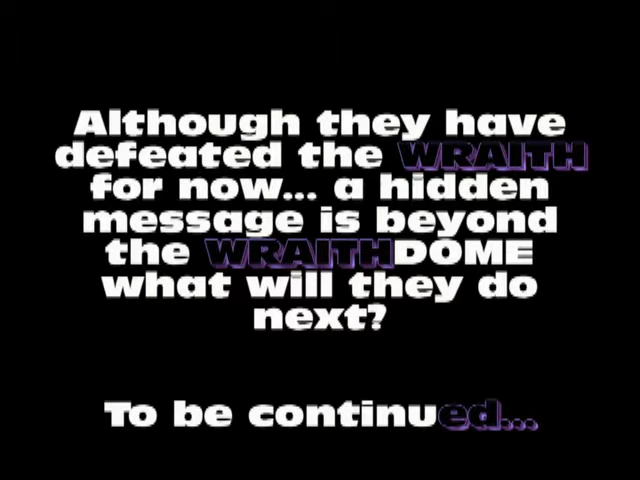 Although they have
defeated the WRAITH
for now... a hidden
message is beyond
the WRAITHDOME
what will they do
next?
To be continued...